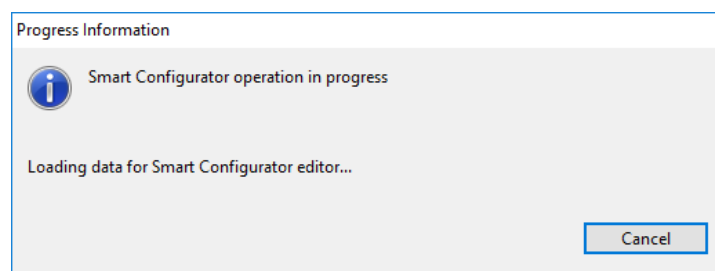 Progress Information
Smart Configurator operation in progress
Loading data for Smart Configurator editor...
Cancel